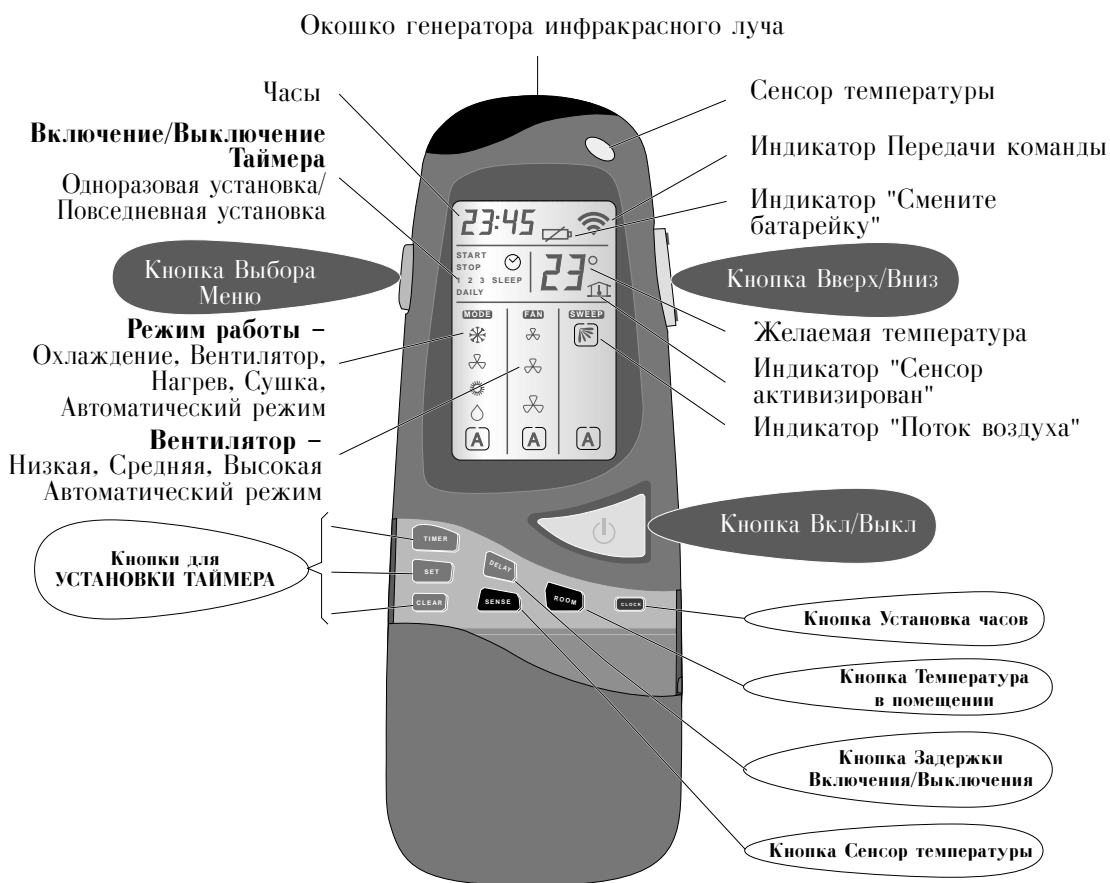 Окошко генератора инфракрасного луча
Часы
Включение/Выключение
Таймера
Одноразовая установка/
Повседневная установка
Кнопка Выбора
Меню
Режим работы –
Охлаждение, Вентилятор,
Нагрев, Сушка,
Автоматический режим
Вентилятор –
Низкая, Средняя, Высокая
Автоматический режим
Кнопки для
УСТАНОВКИ ТАЙМЕРА
23:45
START
STOP
1 2 3 SLEEP
DAILY
23°
MODE FAN SWEEP
A A A
TIMER
SET
CLEAR
DELAY
SENSE
ROOM
CLOCK
Сенсор температуры
Индикатор Передачи команды
Индикатор "Смените
батарейку"
Кнопка Вверх/Вниз
Желаемая температура
Индикатор "Сенсор
активизирован"
Индикатор "Поток воздуха"
Кнопка Вкл/Выкл
Кнопка Установка часов
Кнопка Температура
в помещении
Кнопка Задержки
Включения/Выключения
Кнопка Сенсор температуры